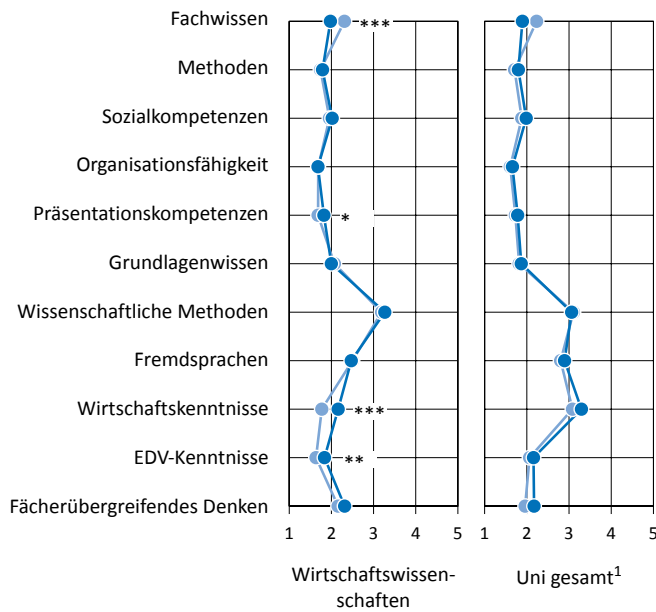 Fachwissen
***
Methoden
Sozialkompetenzen
Organisationsfähigkeit
Präsentationskompetenzen
*
Grundlagenwissen
Wissenschaftliche Methoden
Fremdsprachen
Wirtschaftskenntnisse
***
EDV-Kenntnisse
**
Fächerübergreifendes Denken
1 2 3 4 5
1 2 3 4 5
Wirtschaftswissen-
schaften
Uni gesamt¹